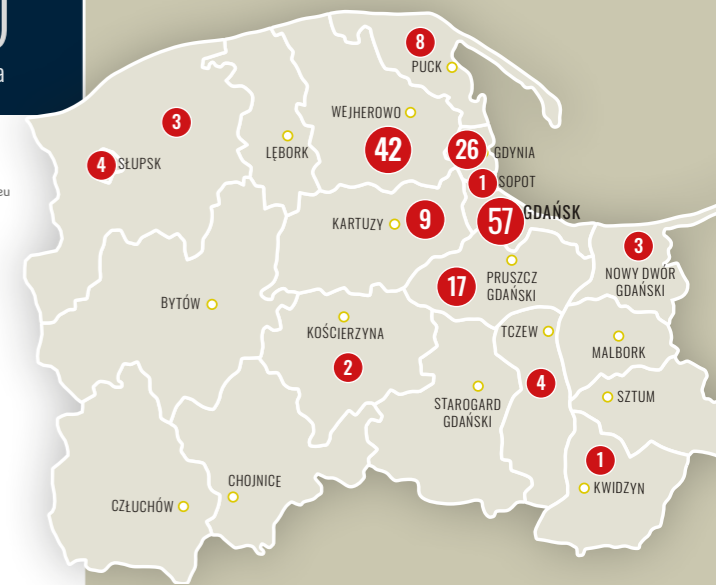 a
eu
8
PUCK
WEJHEROWO
42
3
4 SŁUPSK
LĘBORK
26 GDYNIA
1 SOPOT
57 GDAŃSK
KARTUZY 9
3
NOWY DWÓR
GDAŃSKI
17
PRUSZCZ
GDAŃSKI
BYTÓW
KOŚCIERZYNA
2
TCZEW
4
MALBORK
SZTUM
STAROGARD
GDAŃSKI
1
KWIDZYN
CHOJNICE
CZŁUCHÓW